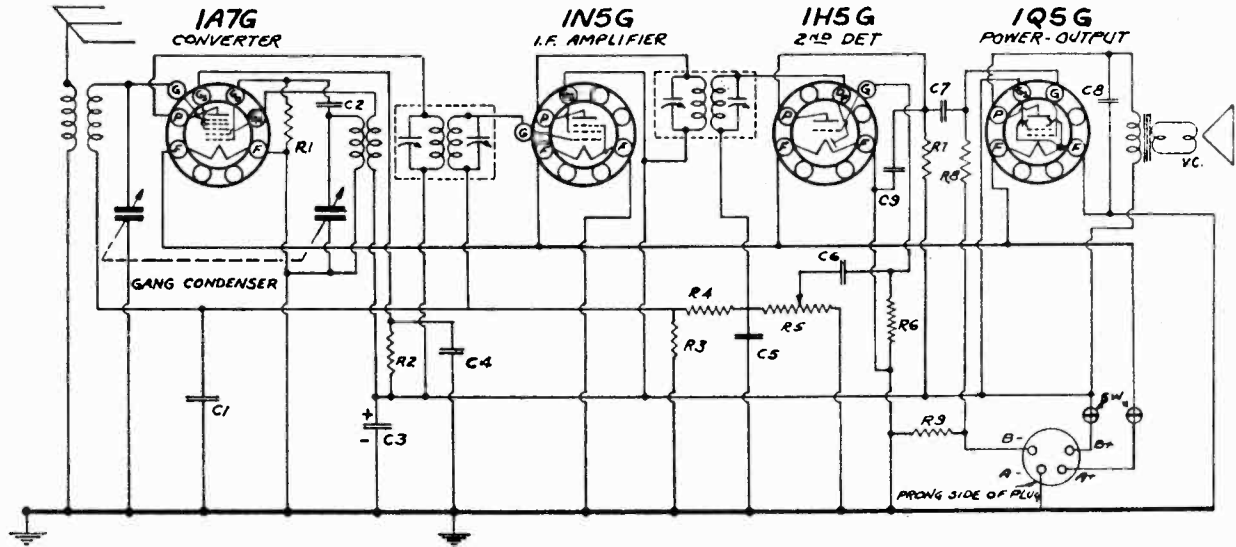 1A7G
CONVERTER
1N5G
I.F. AMPLIFIER
1H5G
2ND DET
1Q5G
POWER-OUTPUT
G
P
F
F
C2
R1
G
P
F
F
P
F
F
G
C7
R7
R8
C9
P
G
F
F
C8
V.C.
GANG CONDENSER
C6
R4
R5
R6
R3
C5
R2
C4
C1
+
-
C3
R9
SW.
B-
B+
A-
A+
PRONG SIDE OF PLUG